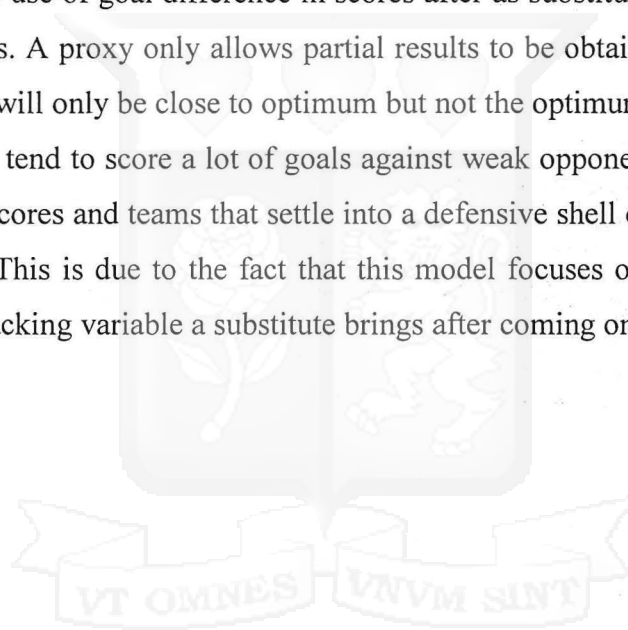 use of goal difference in scores after as substitu
s. A proxy only allows partial results to be obtai
will only be close to optimum but not the optimu
tend to score a lot of goals against weak oppone
cores and teams that settle into a defensive shell
This is due to the fact that this model focuses o
cking variable a substitute brings after coming on
VT OMNES VNVM SINT